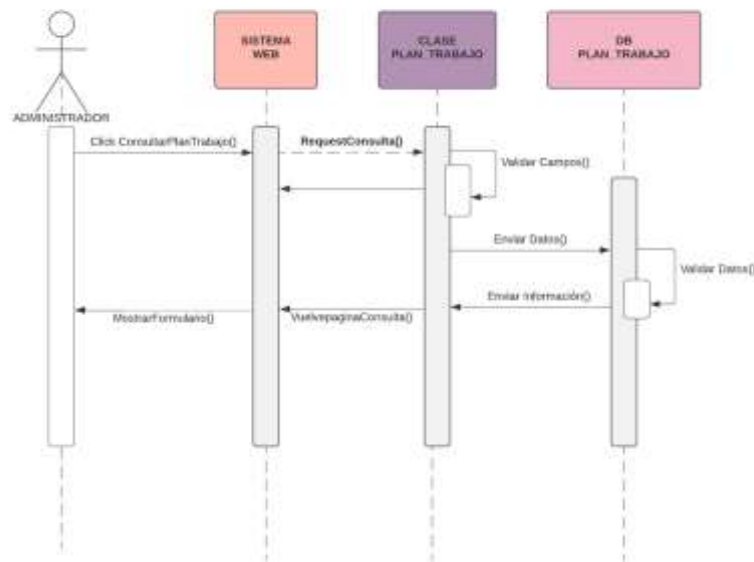 SISTEMA
WEB
CLASE
PLAN_TRABAJO
DB
PLAN_TRABAJO
ADMINISTRADOR
Click ConsultarPlanTrabajo()
RequestConsulta()
Validar Campos()
Enviar Datos()
Validar Datos()
Enviar Información()
VuelvepaginaConsulta()
MostrarFormulario()